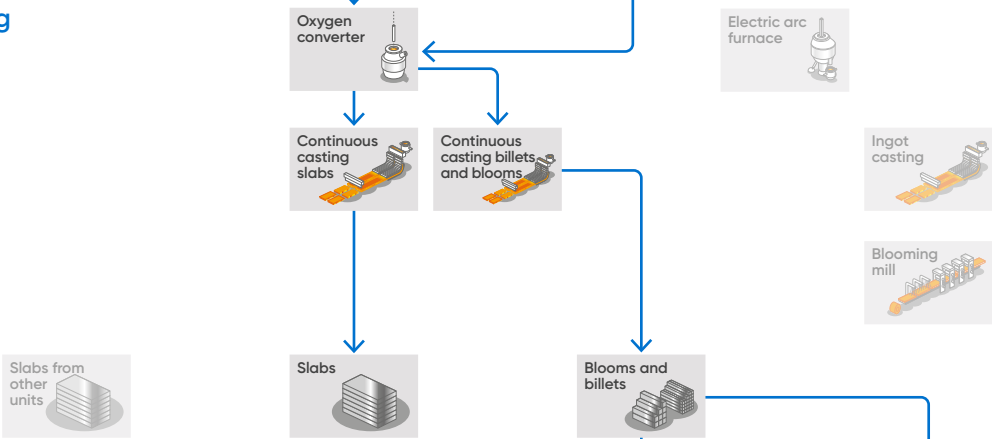 g
Oxygen
converter
Electric arc
furnace
Continuous
casting
slabs
Continuous
casting billets
and blooms
Ingot
casting
Blooming
mill
Slabs from
other
units
Slabs
Blooms and
billets